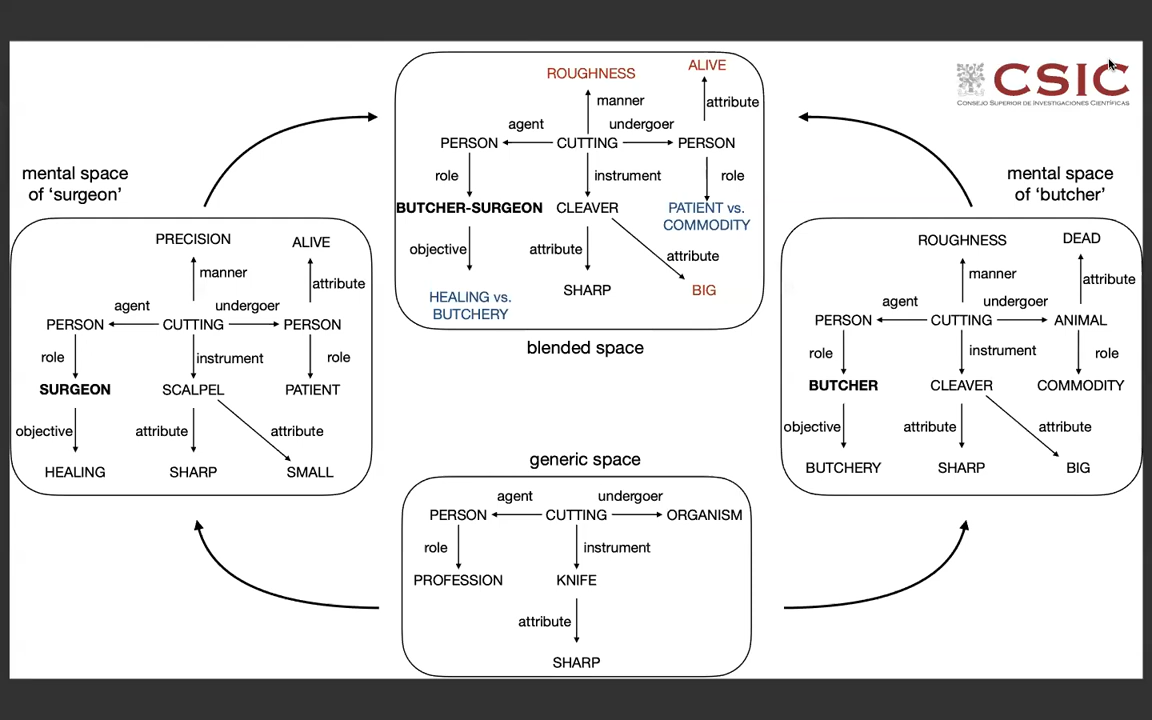 CSIC
CONSEJO SUPERIOR DE INVESTIGACIONES CIENTÍFICAS
ROUGHNESS
ALIVE
manner
attribute
agent
undergoer
PERSON
CUTTING
PERSON
role
instrument
role
BUTCHER-SURGEON
CLEAVER
PATIENT vs.
COMMODITY
objective
attribute
attribute
HEALING vs.
BUTCHERY
SHARP
BIG
blended space
mental space
of ‘surgeon’
PRECISION
ALIVE
manner
attribute
agent
undergoer
PERSON
CUTTING
PERSON
role
instrument
role
SURGEON
SCALPEL
PATIENT
objective
attribute
attribute
HEALING
SHARP
SMALL
mental space
of ‘butcher’
ROUGHNESS
DEAD
manner
attribute
agent
undergoer
PERSON
CUTTING
ANIMAL
role
instrument
role
BUTCHER
CLEAVER
COMMODITY
objective
attribute
attribute
BUTCHERY
SHARP
BIG
generic space
agent
undergoer
PERSON
CUTTING
ORGANISM
role
instrument
PROFESSION
KNIFE
attribute
SHARP